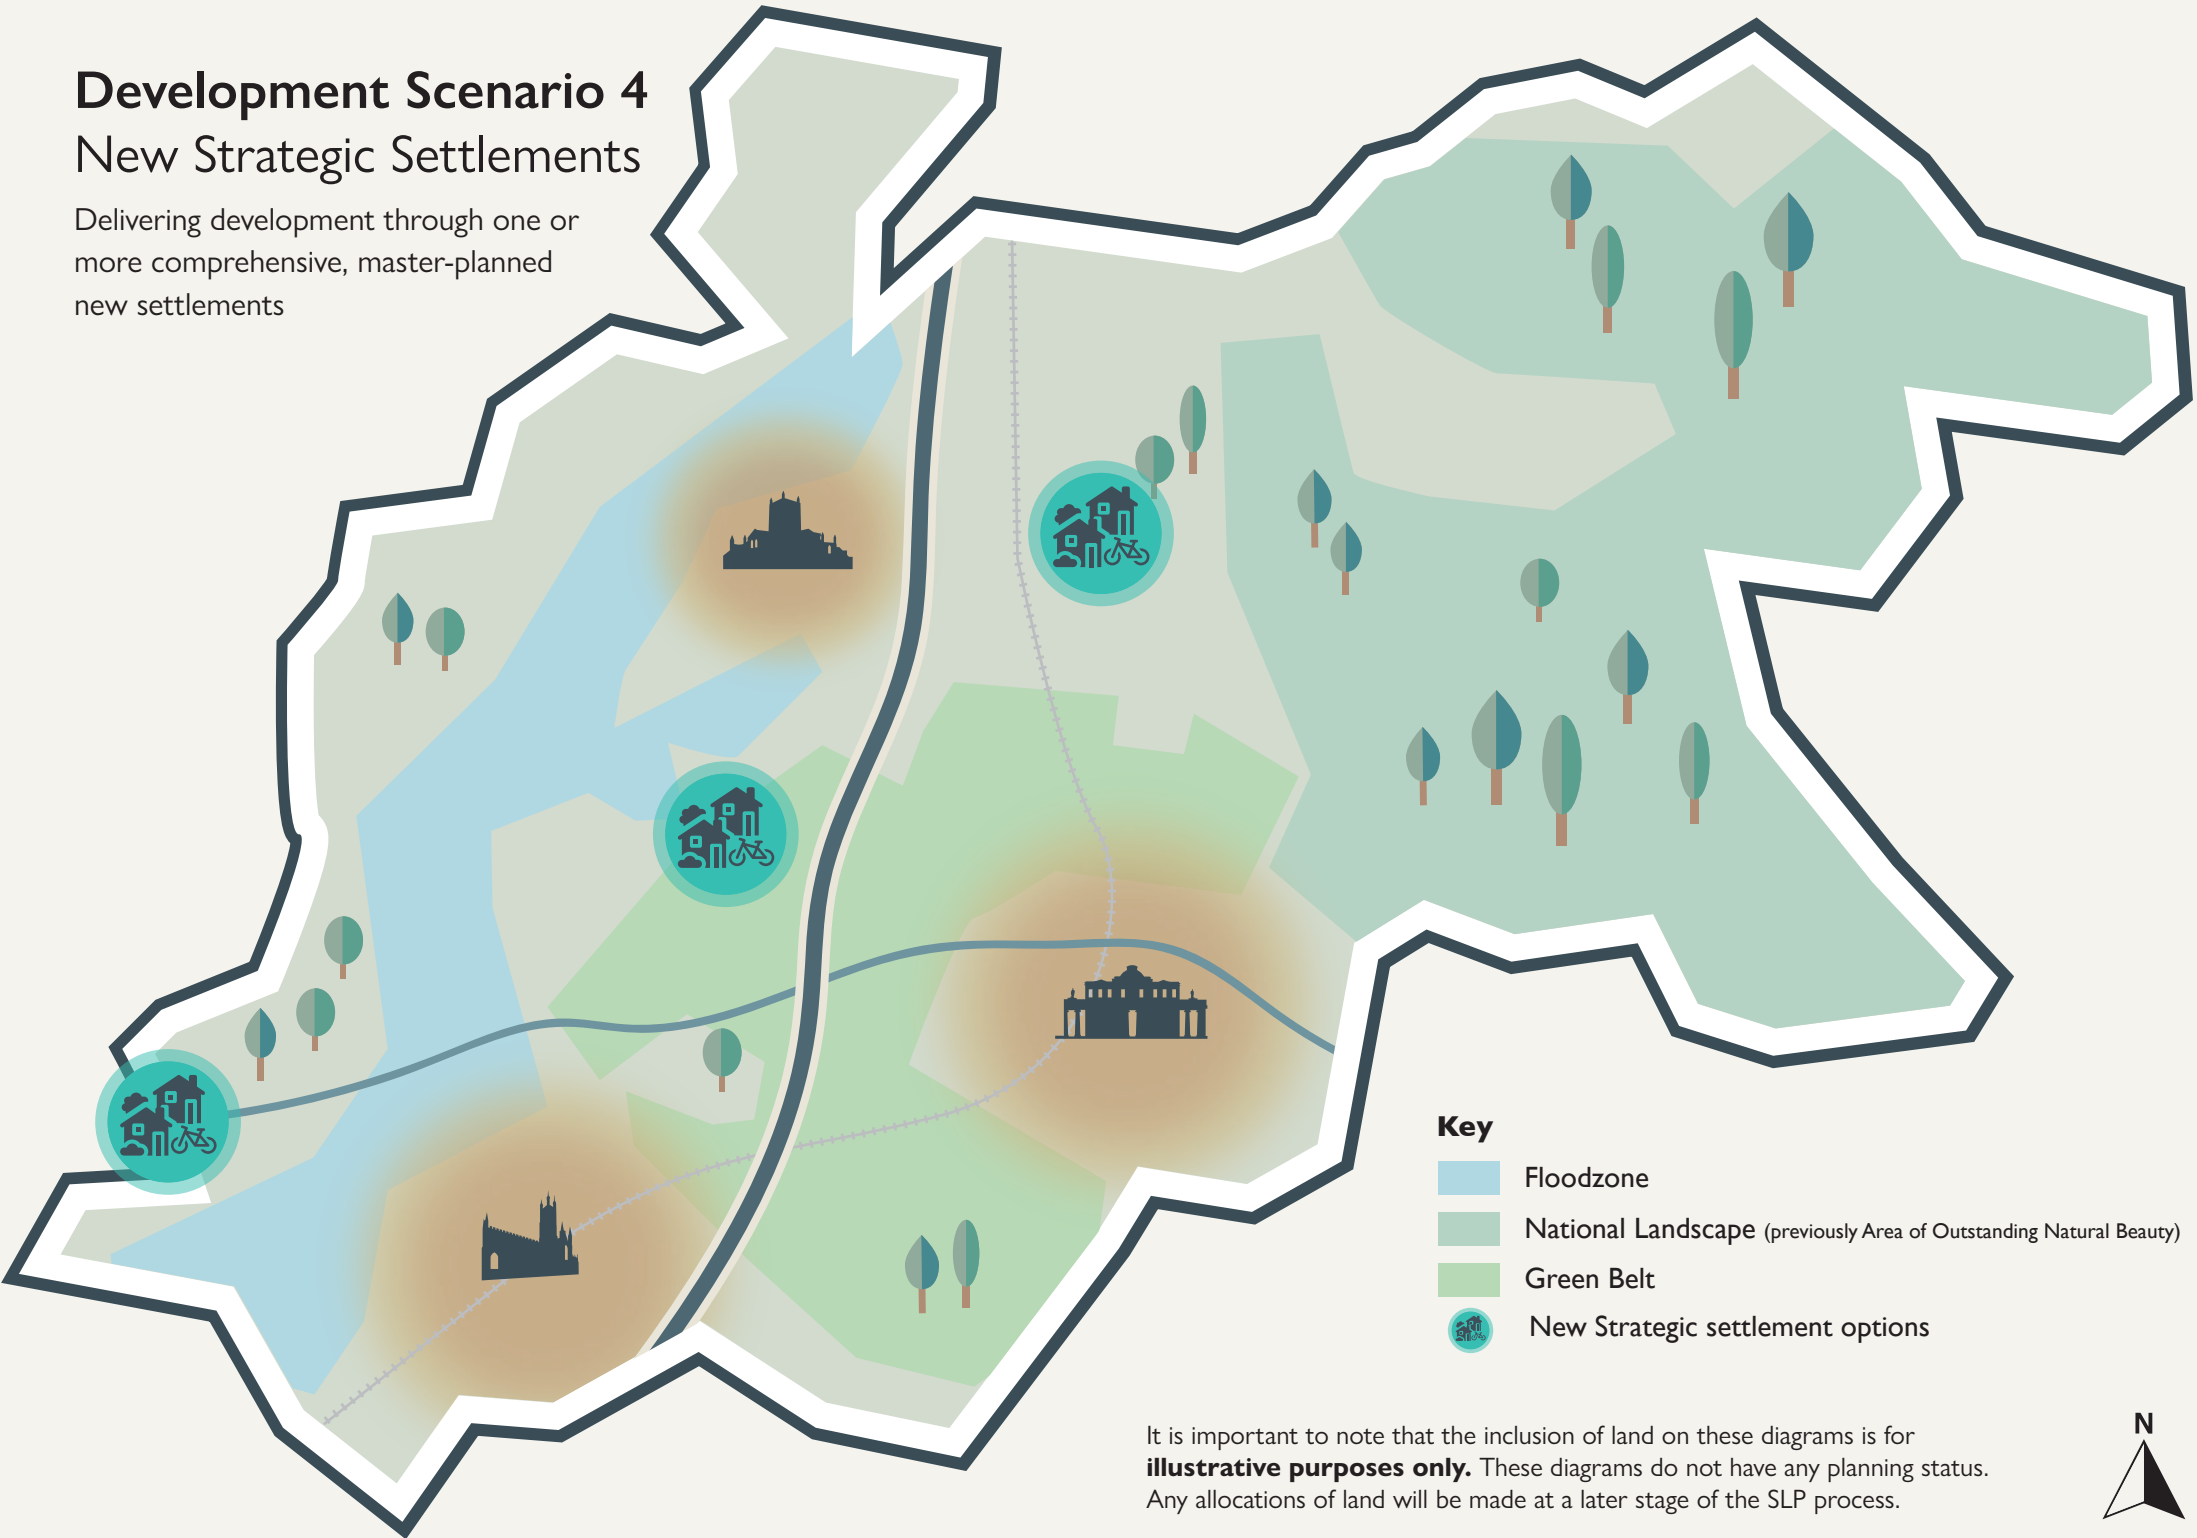 Development Scenario 4
New Strategic Settlements
Delivering development through one or
more comprehensive, master-planned
new settlements
Key
Floodzone
National Landscape (previously Area of Outstanding Natural Beauty)
Green Belt
New Strategic settlement options
It is important to note that the inclusion of land on these diagrams is for
illustrative purposes only. These diagrams do not have any planning status.
Any allocations of land will be made at a later stage of the SLP process.
N